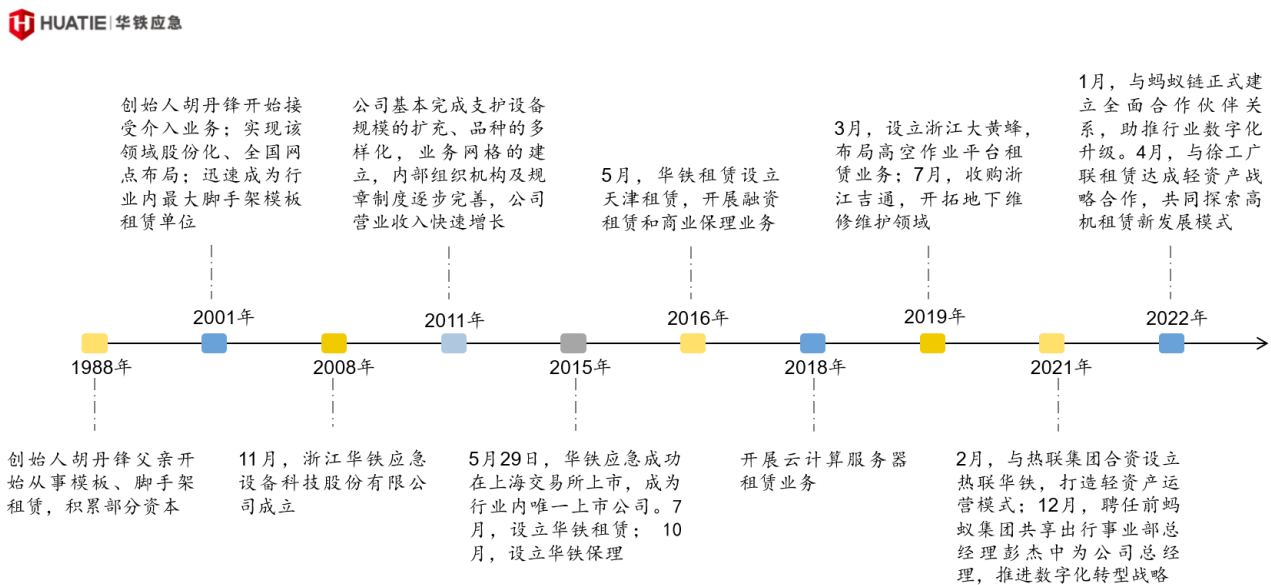 HUATIE 华铁应急
创始人胡丹锋开始接
受介入业务；实现该
领域股份化、全国网
点布局；迅速成为行
业内最大脚手架模板
租赁单位
公司基本完成支护设备
规模的扩充、品种的多
样化，业务网格的建
立，内部组织机构及规
章制度逐步完善，公司
营业收入快速增长
5月，华铁租赁设立
天津租赁，开展融资
租赁和商业保理业务
3月，设立浙江大黄蜂，
布局高空作业平台租
赁业务；7月，收购浙
江吉通，开拓地下维
修维护领域
1月，与蚂蚁链正式建
立全面合作伙伴关
系，助推行业数字化
升级。4月，与徐工广
联租赁达成轻资产战
略合作，共同探索高
机租赁新发展模式
2001年
2011年
2016年
2019年
2022年
1988年
2008年
2015年
2018年
2021年
创始人胡丹锋父亲开
始从事模板、脚手架
租赁，积累部分资本
11月，浙江华铁应急
设备科技股份有限公
司成立
5月29日，华铁应急成功
在上海交易所上市，成为
行业内唯一上市公司。7
月，设立华铁租赁； 10
月，设立华铁保理
开展云计算服务器
租赁业务
2月，与热联集团合资设立
热联华铁，打造轻资产运
营模式；12月，聘任前蚂
蚁集团共享出行事业部总
经理彭杰中为公司总经
理，推进数字化转型战略